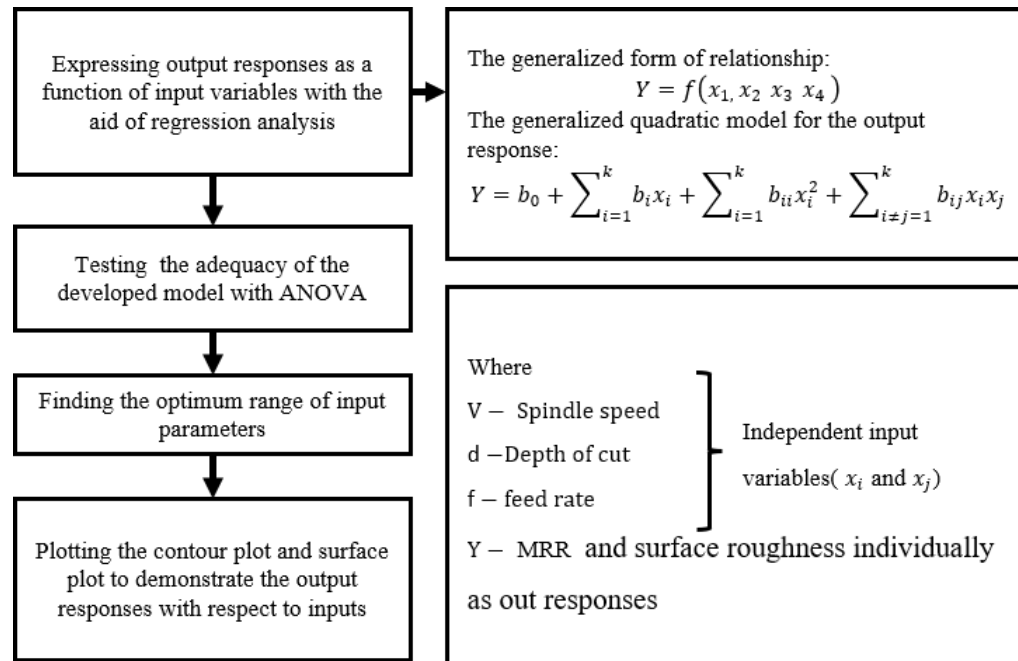 Expressing output responses as a
function of input variables with the
aid of regression analysis
Testing the adequacy of the
developed model with ANOVA
Finding the optimum range of input
parameters
Plotting the contour plot and surface
plot to demonstrate the output
responses with respect to inputs
The generalized form of relationship:
Y = f(x₁, x₂ x₃ x₄)
The generalized quadratic model for the output
response:
Y = b₀ + ∑ᵢ₌₁ᵏ bᵢxᵢ + ∑ᵢ₌₁ᵏ bᵢᵢxᵢ² + ∑ᵢ≠ⱼ₌₁ᵏ bᵢⱼxᵢxⱼ
Where
V – Spindle speed
d –Depth of cut
f – feed rate
Independent input
variables( xᵢ and xⱼ)
Y – MRR and surface roughness individually
as out responses